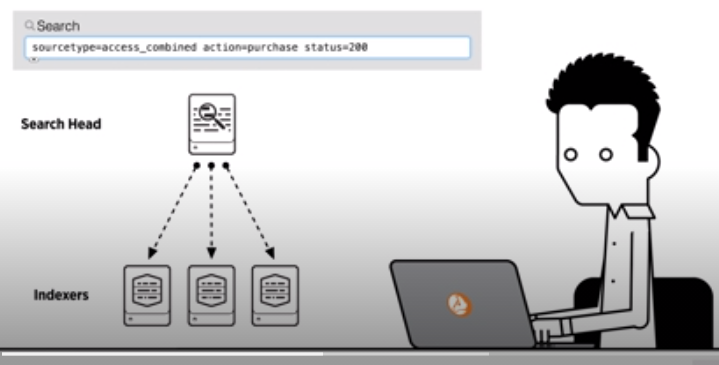 Search
sourcetype=access_combined action=purchase status=200
Search Head
Indexers